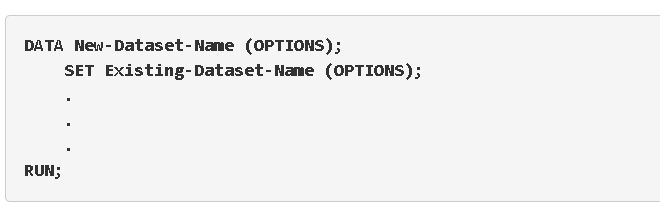 DATA New-Dataset-Name (OPTIONS);
    SET Existing-Dataset-Name (OPTIONS);
    .
    .
    .
RUN;